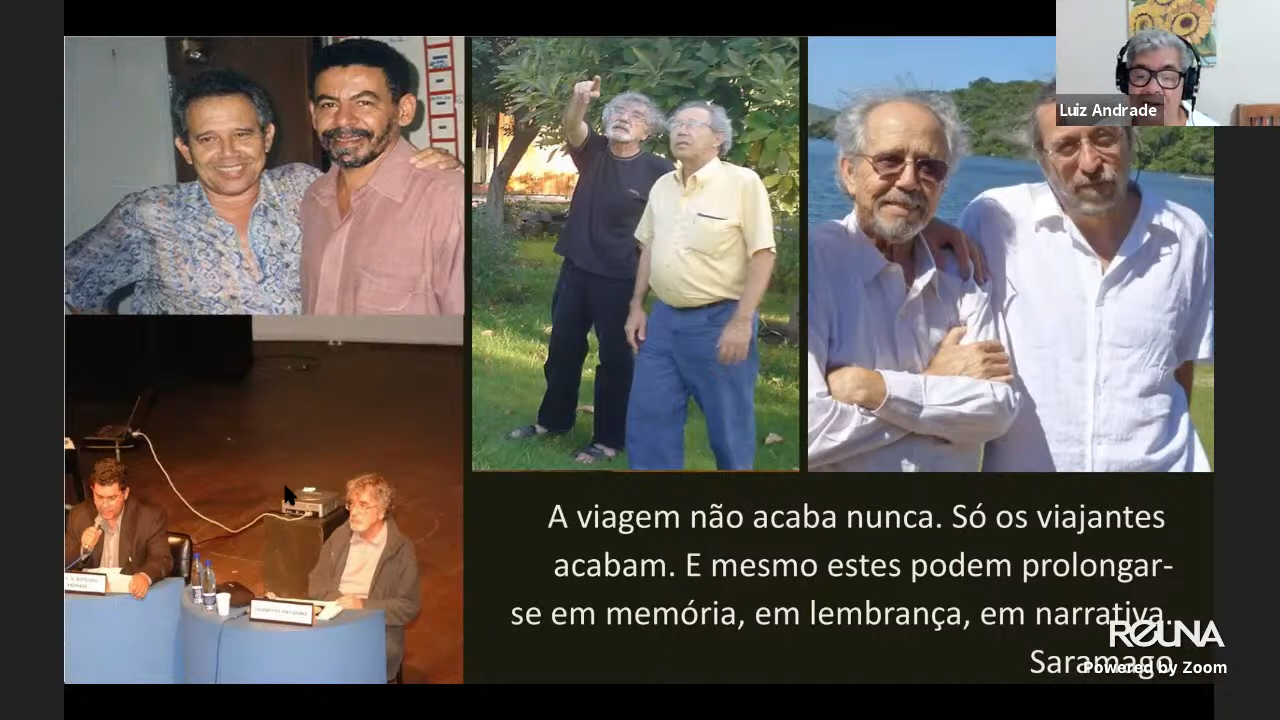 Luiz Andrade
A viagem não acaba nunca. Só os viajantes
acabam. E mesmo estes podem prolongar-
se em memória, em lembrança, em narrativa.
Saramago
REUNA
Powered by Zoom